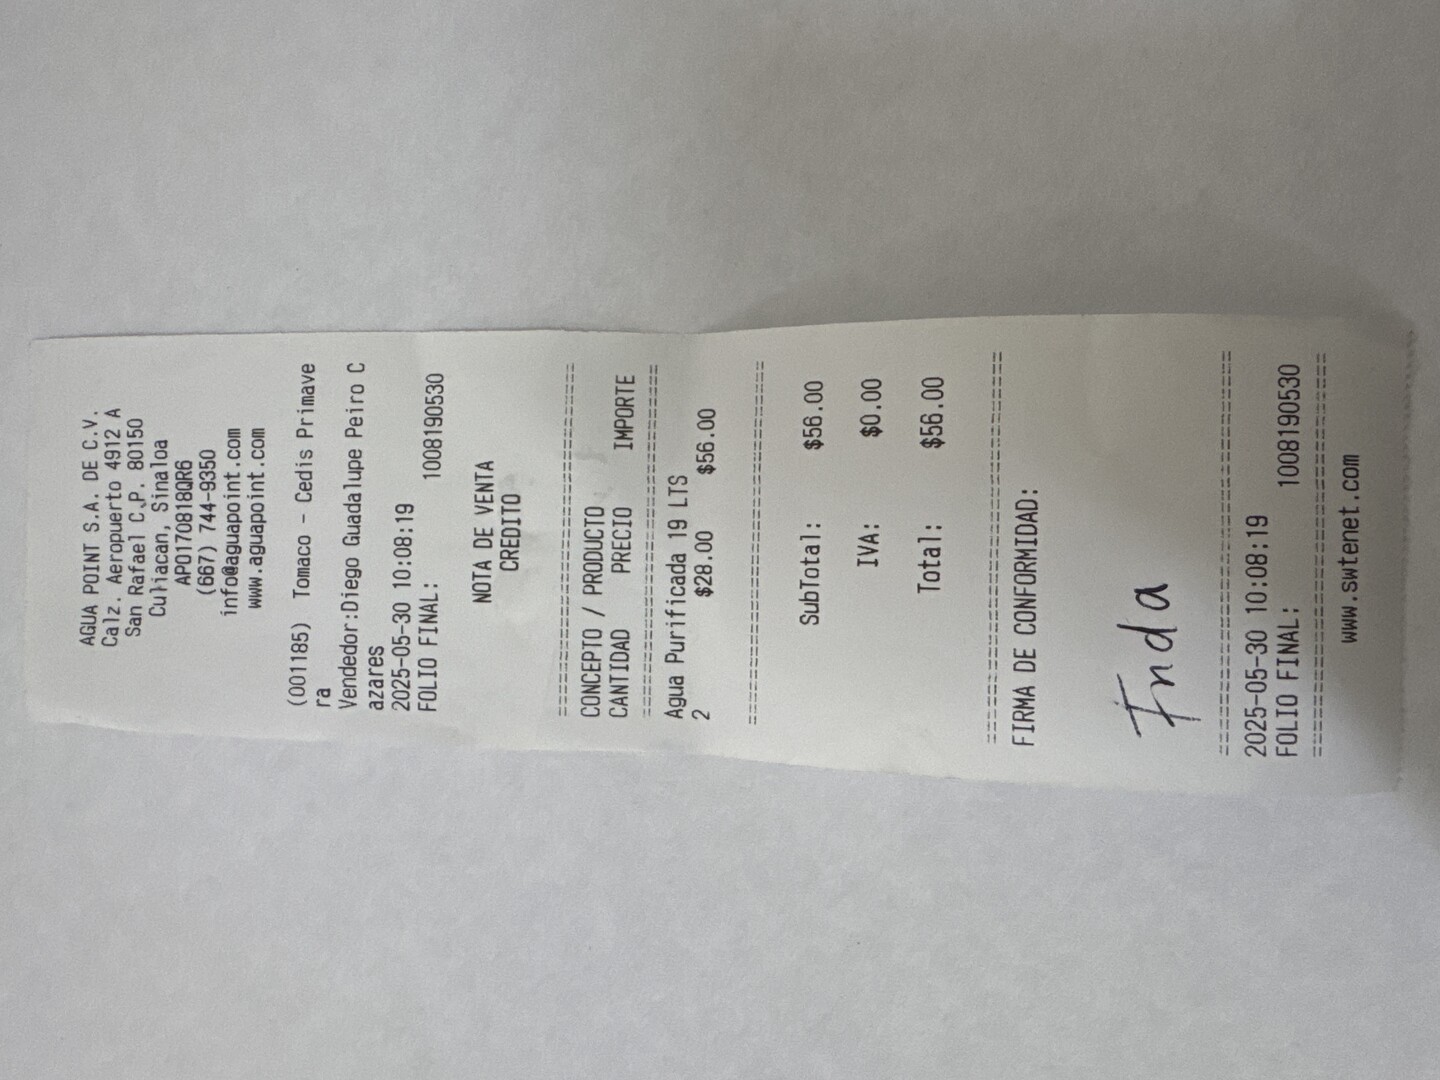 AGUA POINT S.A. DE C.V.
Calz. Aeropuerto 4912 A
San Rafael C.P. 80150
Culiacan, Sinaloa
APO170818QR6
(667) 744-9350
info@aguapoint.com
www.aguapoint.com
(001185) Tomaco - Cedis Primave
ra
Vendedor:Diego Guadalupe Peiro C
azares
2025-05-30 10:08:19
FOLIO FINAL: 1008190530
NOTA DE VENTA
CREDITO
================================
CONCEPTO / PRODUCTO
CANTIDAD PRECIO IMPORTE
================================
Agua Purificada 19 LTS
2 $28.00 $56.00
================================
SubTotal: $56.00
IVA: $0.00
Total: $56.00
================================
FIRMA DE CONFORMIDAD:
Inda
================================
2025-05-30 10:08:19
FOLIO FINAL: 1008190530
================================
www.swtenet.com